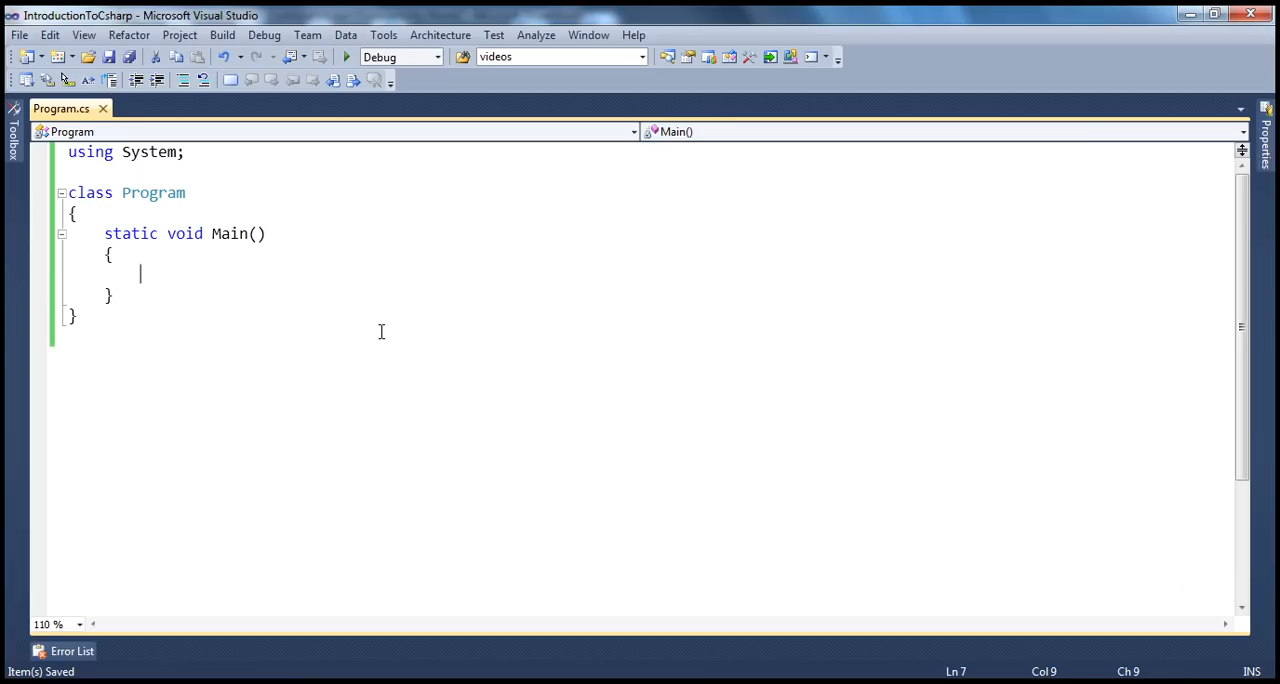 IntroductionToCsharp - Microsoft Visual Studio
File Edit View Refactor Project Build Debug Team Data Tools Architecture Test Analyze Window Help
Debug videos
Program.cs
Program Main()
Toolbox
Properties
using System;
class Program
{
static void Main()
{
}
}
110 %
Error List
Item(s) Saved Ln 7 Col 9 Ch 9 INS